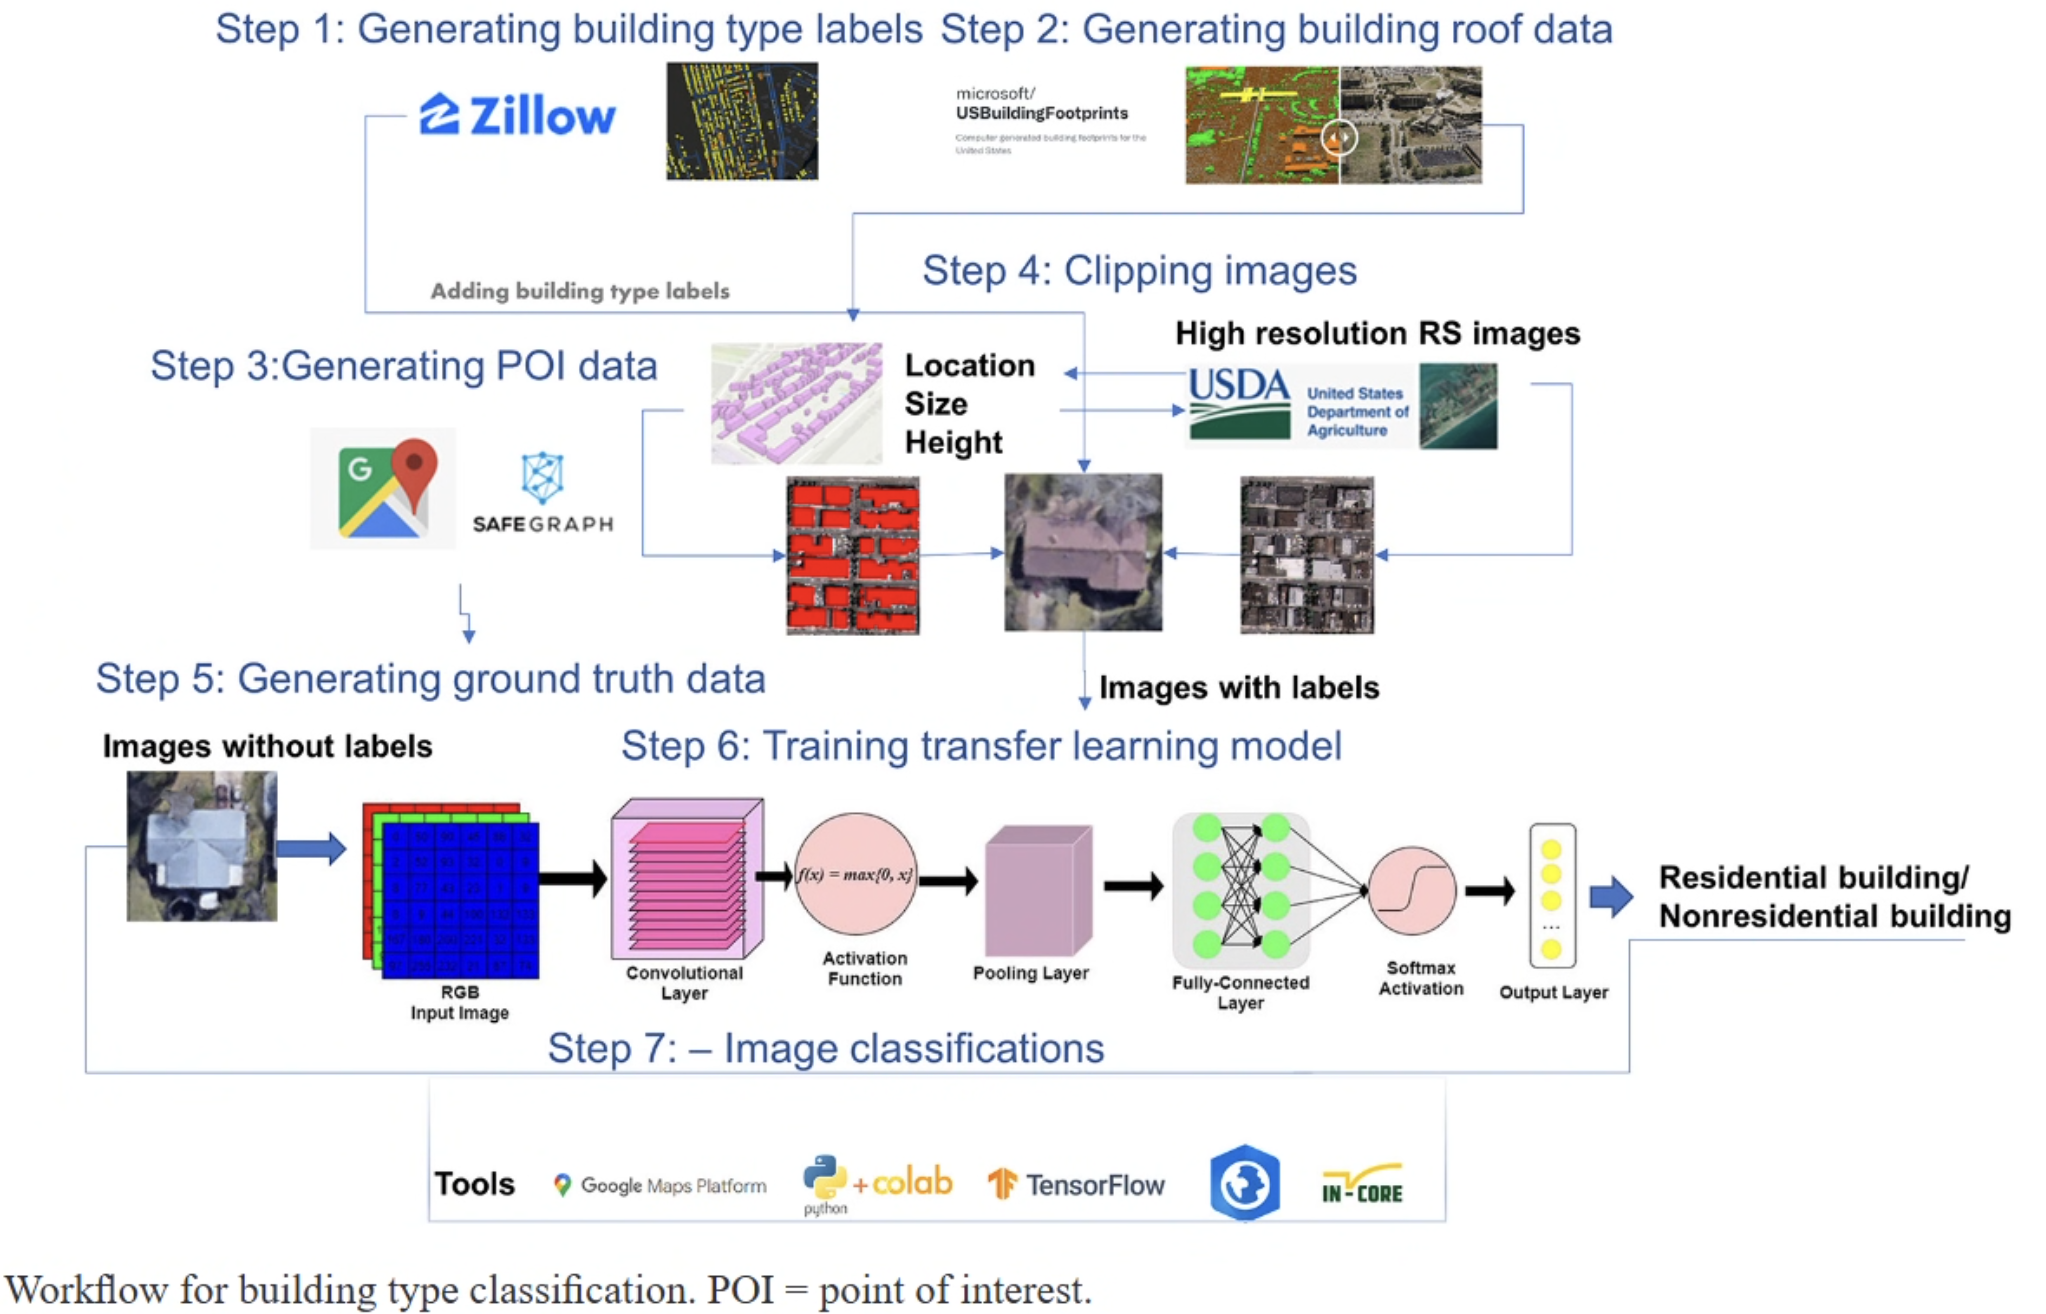 Step 1: Generating building type labels
Step 2: Generating building roof data
Zillow
microsoft/
USBuildingFootprints
Computer generated building footprints for the
United States
Adding building type labels
Step 4: Clipping images
High resolution RS images
Step 3:Generating POI data
Location
Size
Height
USDA
United States
Department of
Agriculture
G
SAFEGRAPH
Step 5: Generating ground truth data
Images with labels
Images without labels
Step 6: Training transfer learning model
f(x) = max{0, x}
RGB
Input Image
Convolutional
Layer
Activation
Function
Pooling Layer
Fully-Connected
Layer
Softmax
Activation
...
Output Layer
Residential building/
Nonresidential building
Step 7: – Image classifications
Tools
Google Maps Platform
python
+colab
TensorFlow
IN-CORE
Workflow for building type classification. POI = point of interest.